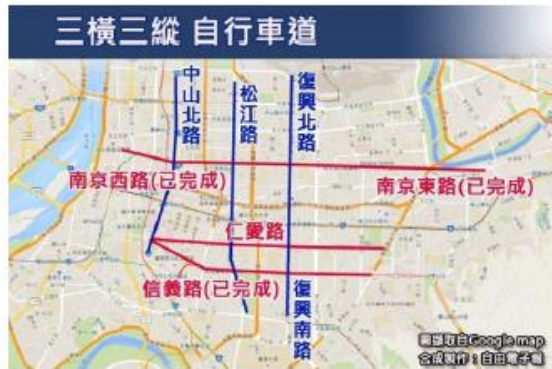 三橫三縱 自行車道
中山北路
松江路
復興北路
南京西路(已完成)
南京東路(已完成)
仁愛路
信義路(已完成)
復興南路
圖擷取自Google map
合成製作：自由電子報